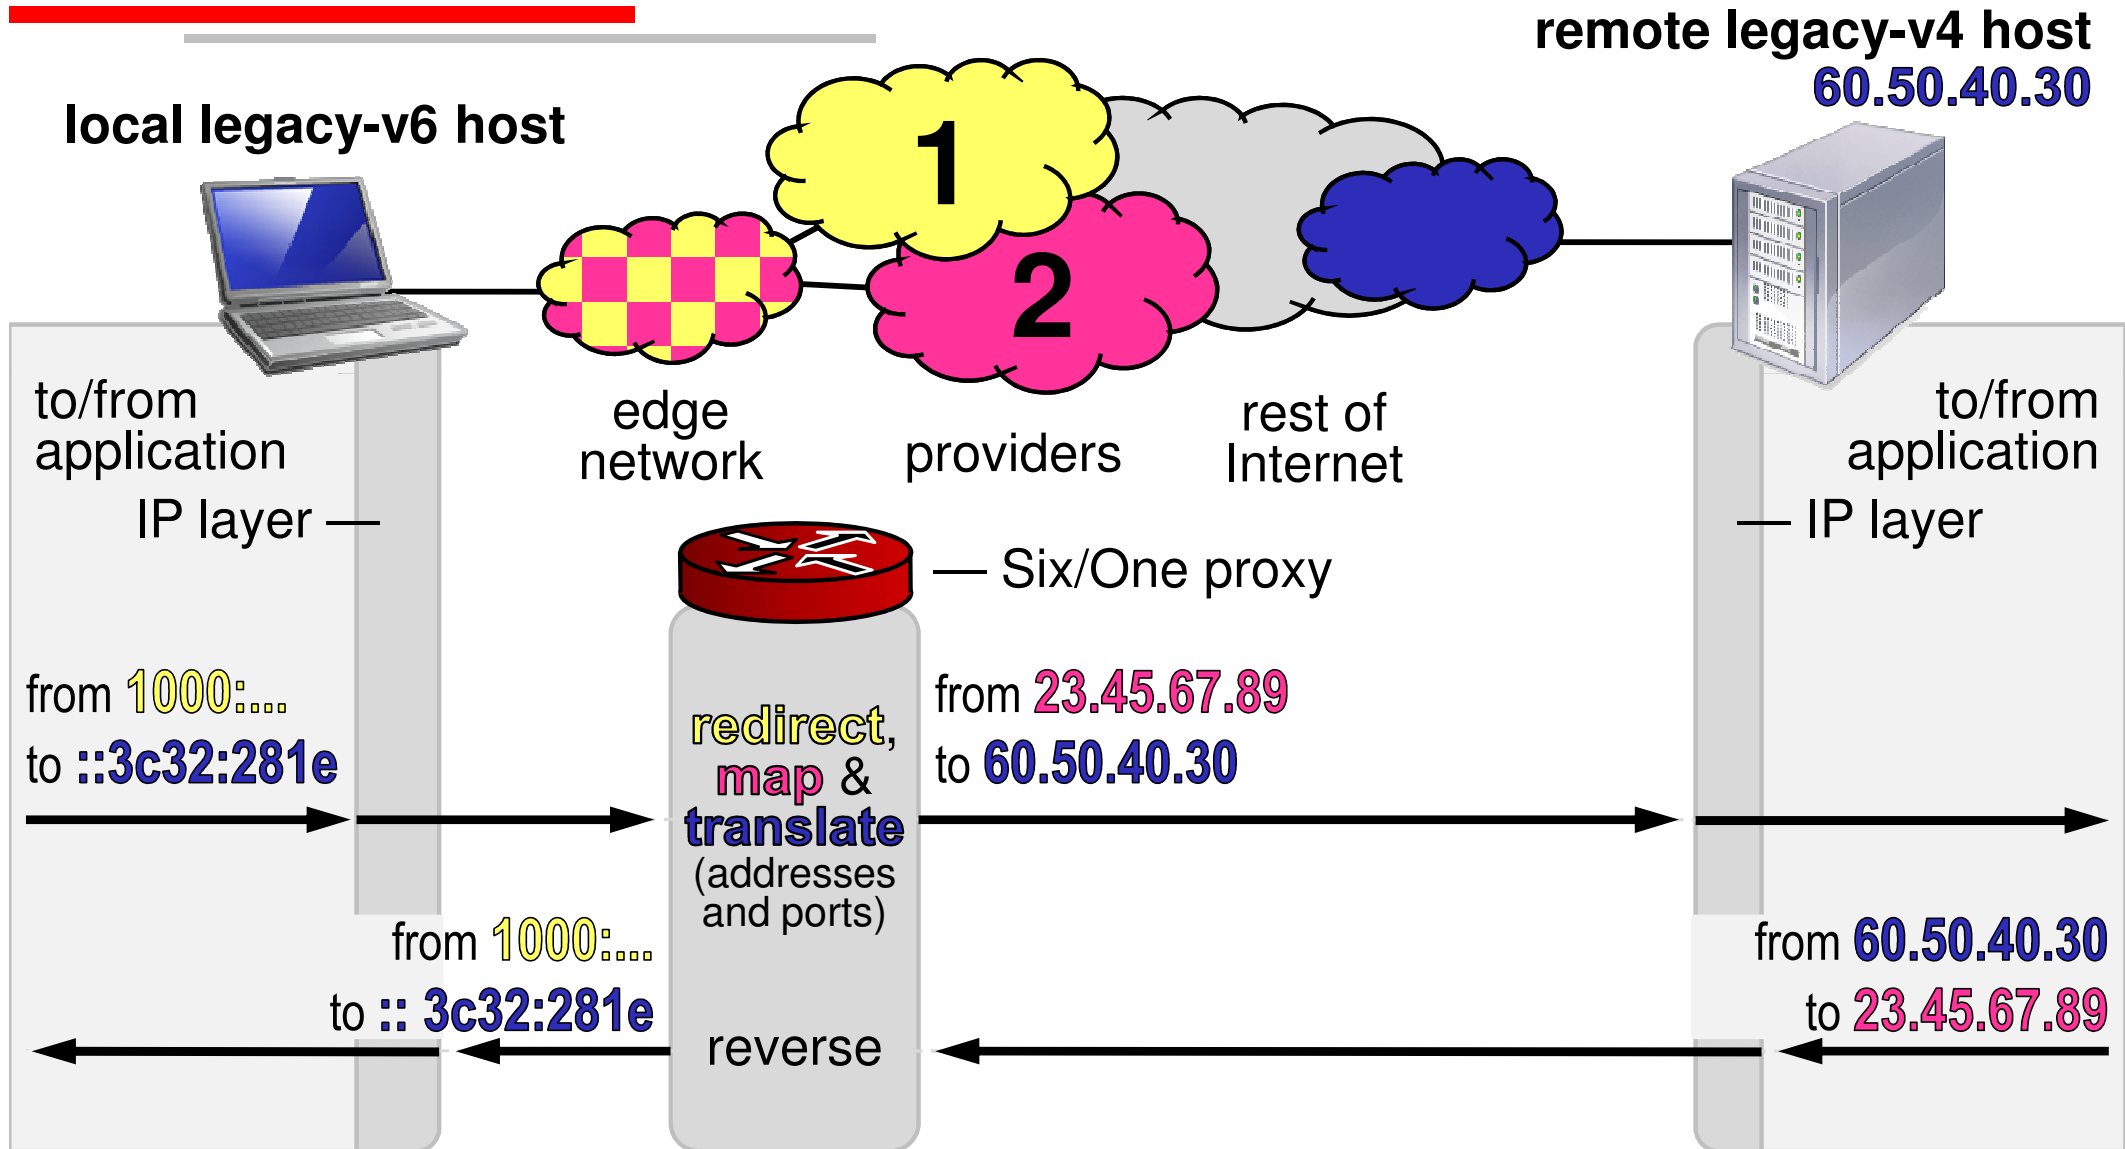 remote legacy-v4 host
60.50.40.30
local legacy-v6 host
1
2
to/from
application
IP layer
edge
network
providers
rest of
Internet
to/from
application
IP layer
Six/One proxy
from 1000:...
to ::3c32:281e
redirect,
map &
translate
(addresses
and ports)
from 23.45.67.89
to 60.50.40.30
from 1000:...
to :: 3c32:281e
reverse
from 60.50.40.30
to 23.45.67.89